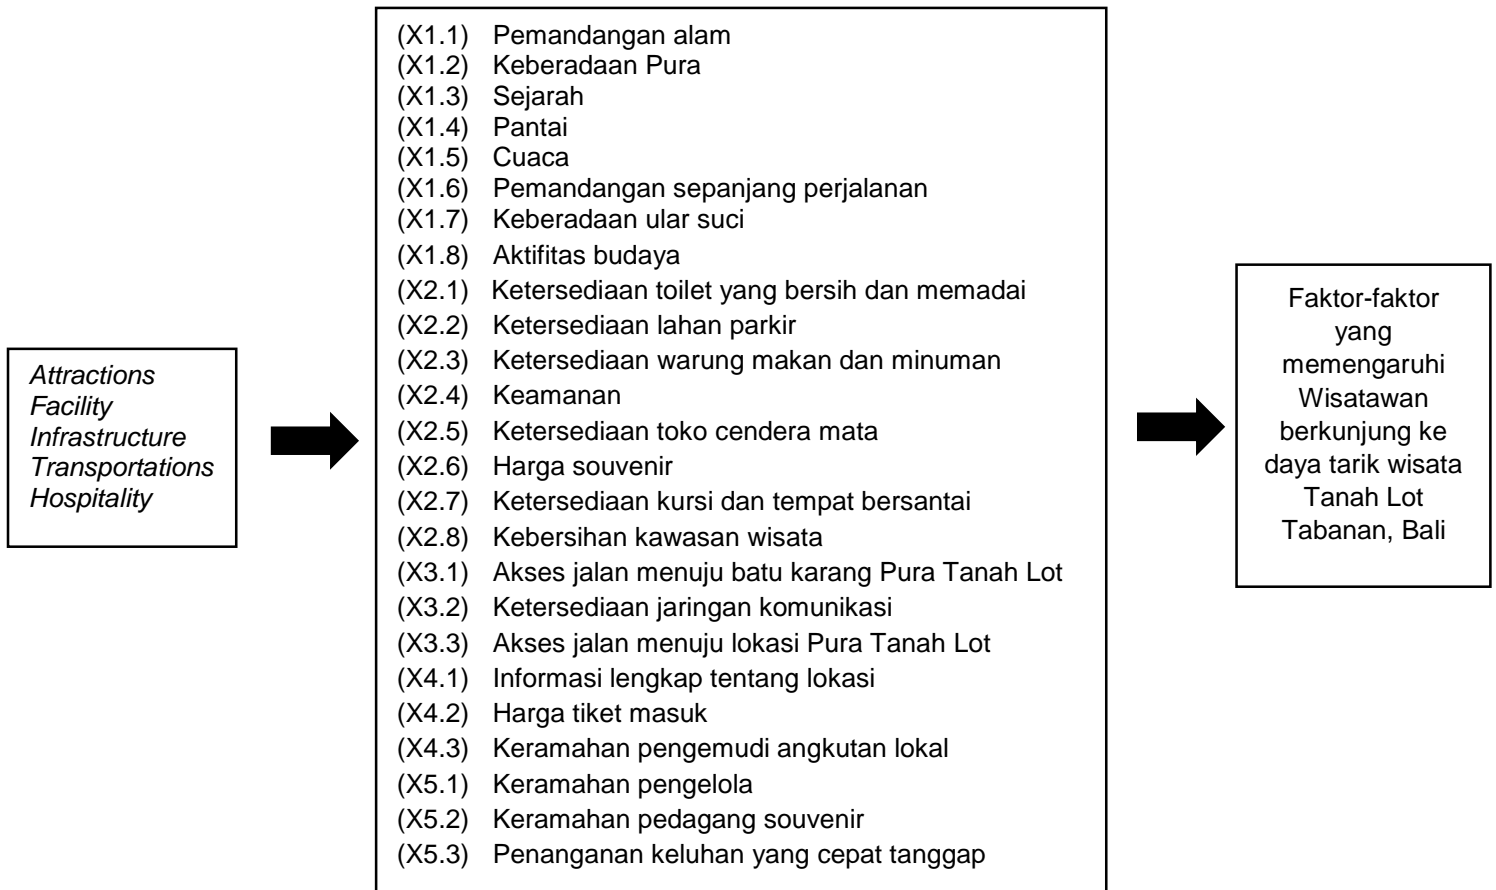 Attractions
Facility
Infrastructure
Transportations
Hospitality
(X1.1) Pemandangan alam
(X1.2) Keberadaan Pura
(X1.3) Sejarah
(X1.4) Pantai
(X1.5) Cuaca
(X1.6) Pemandangan sepanjang perjalanan
(X1.7) Keberadaan ular suci
(X1.8) Aktifitas budaya
(X2.1) Ketersediaan toilet yang bersih dan memadai
(X2.2) Ketersediaan lahan parkir
(X2.3) Ketersediaan warung makan dan minuman
(X2.4) Keamanan
(X2.5) Ketersediaan toko cendera mata
(X2.6) Harga souvenir
(X2.7) Ketersediaan kursi dan tempat bersantai
(X2.8) Kebersihan kawasan wisata
(X3.1) Akses jalan menuju batu karang Pura Tanah Lot
(X3.2) Ketersediaan jaringan komunikasi
(X3.3) Akses jalan menuju lokasi Pura Tanah Lot
(X4.1) Informasi lengkap tentang lokasi
(X4.2) Harga tiket masuk
(X4.3) Keramahan pengemudi angkutan lokal
(X5.1) Keramahan pengelola
(X5.2) Keramahan pedagang souvenir
(X5.3) Penanganan keluhan yang cepat tanggap
Faktor-faktor
yang
memengaruhi
Wisatawan
berkunjung ke
daya tarik wisata
Tanah Lot
Tabanan, Bali